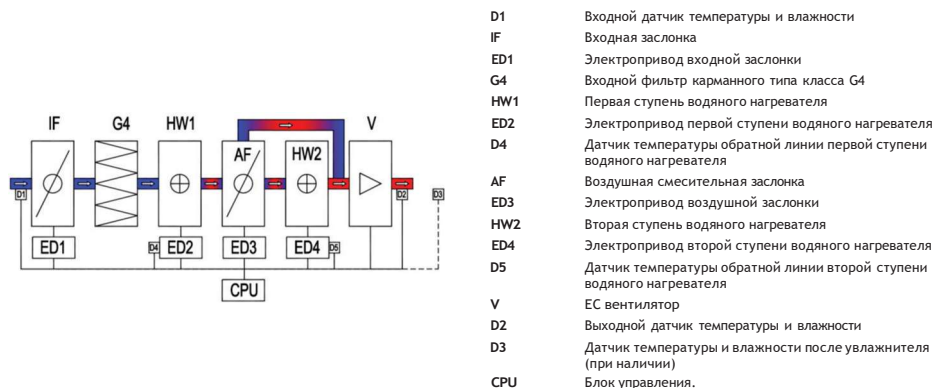 IF G4 HW1 V
AF HW2
D1 D2 D3
ED1 D4 ED2 ED3 ED4 D5
CPU
D1 Входной датчик температуры и влажности
IF Входная заслонка
ED1 Электропривод входной заслонки
G4 Входной фильтр карманного типа класса G4
HW1 Первая ступень водяного нагревателя
ED2 Электропривод первой ступени водяного нагревателя
D4 Датчик температуры обратной линии первой ступени
водяного нагревателя
AF Воздушная смесительная заслонка
ED3 Электропривод воздушной заслонки
HW2 Вторая ступень водяного нагревателя
ED4 Электропривод второй ступени водяного нагревателя
D5 Датчик температуры обратной линии второй ступени
водяного нагревателя
V ЕС вентилятор
D2 Выходной датчик температуры и влажности
D3 Датчик температуры и влажности после увлажнителя
(при наличии)
CPU Блок управления.